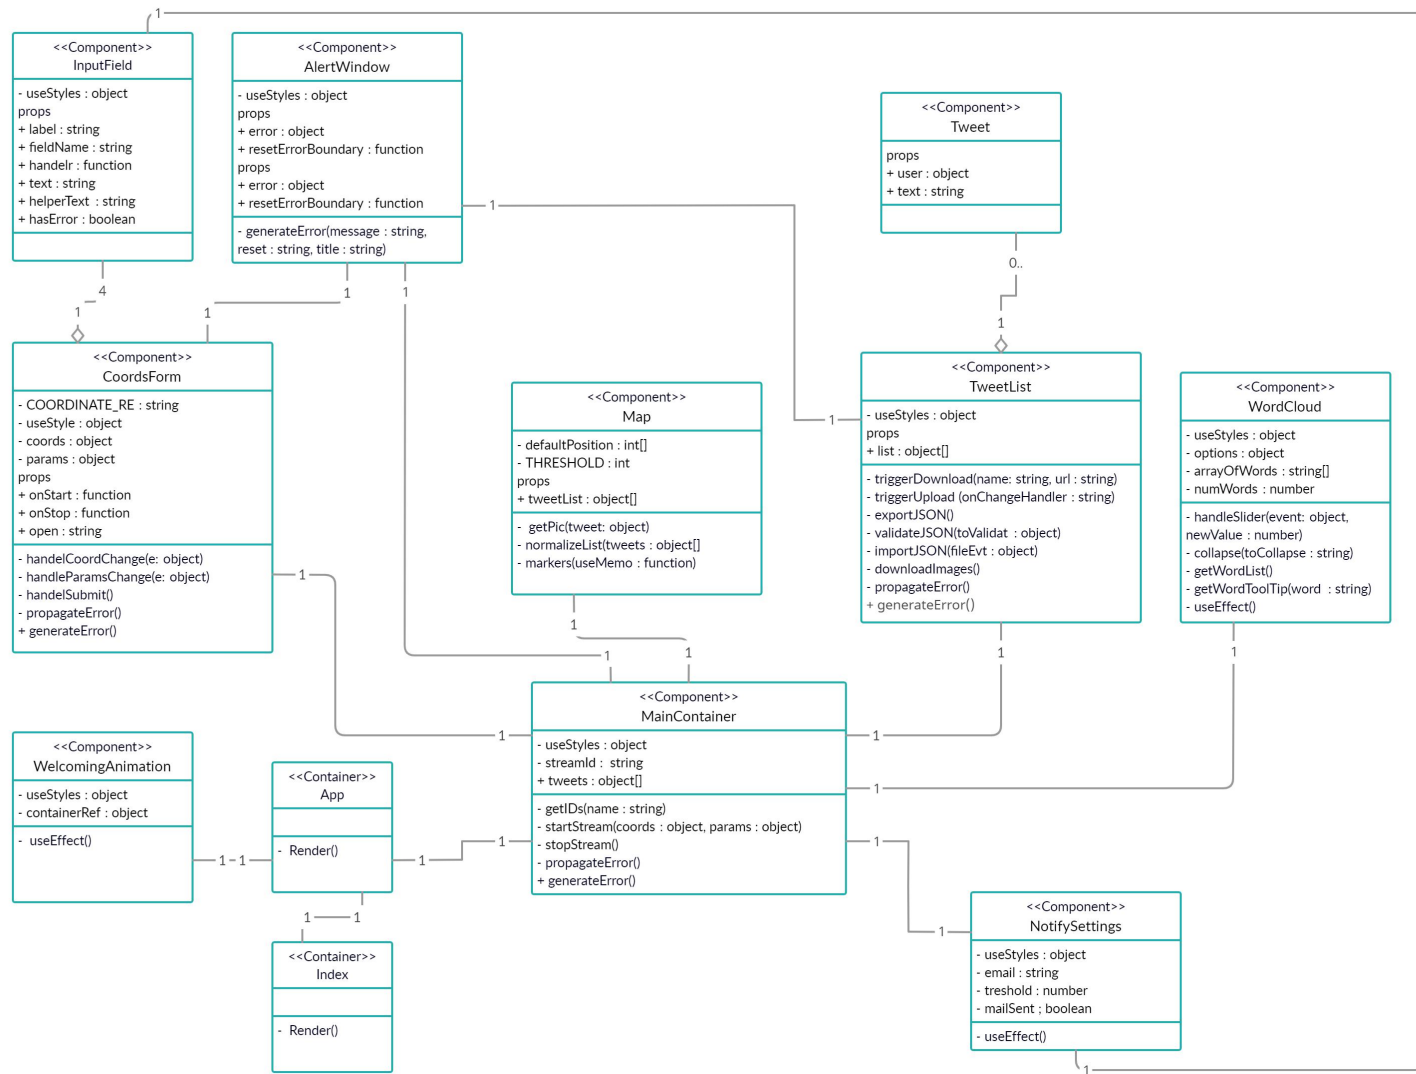 1
<<Component>>
InputField
- useStyles : object
props
+ label : string
+ fieldName : string
+ handelr : function
+ text : string
+ helperText : string
+ hasError : boolean
<<Component>>
AlertWindow
- useStyles : object
props
+ error : object
+ resetErrorBoundary : function
props
+ error : object
+ resetErrorBoundary : function
- generateError(message : string,
reset : string, title : string)
1
<<Component>>
Tweet
props
+ user : object
+ text : string
0..
1
4
1
1
1
1
<<Component>>
CoordsForm
- COORDINATE_RE : string
- useStyle : object
- coords : object
- params : object
props
+ onStart : function
+ onStop : function
+ open : string
- handelCoordChange(e: object)
- handleParamsChange(e: object)
- handelSubmit()
- propagateError()
+ generateError()
1
<<Component>>
Map
- defaultPosition : int[]
- THRESHOLD : int
props
+ tweetList : object[]
- getPic(tweet: object)
- normalizeList(tweets : object[]
- markers(useMemo : function)
1
1
1
1
<<Component>>
TweetList
- useStyles : object
props
+ list : object[]
- triggerDownload(name: string, url : string)
- triggerUpload (onChangeHandler : string)
- exportJSON()
- validateJSON(toValidat : object)
- importJSON(fileEvt : object)
- downloadImages()
- propagateError()
+ generateError()
1
<<Component>>
WordCloud
- useStyles : object
- options : object
- arrayOfWords : string[]
- numWords : number
- handleSlider(event: object,
newValue : number)
- collapse(toCollapse : string)
- getWordList()
- getWordToolTip(word : string)
- useEffect()
1
<<Component>>
MainContainer
- useStyles : object
- streamId : string
+ tweets : object[]
- getIDs(name : string)
- startStream(coords : object, params : object)
- stopStream()
- propagateError()
+ generateError()
1
1
1
1
1
<<Component>>
WelcomingAnimation
- useStyles : object
- containerRef : object
- useEffect()
1 - 1
<<Container>>
App
- Render()
1
1
1
<<Container>>
Index
- Render()
1
<<Component>>
NotifySettings
- useStyles : object
- email : string
- treshold : number
- mailSent ; boolean
- useEffect()
1